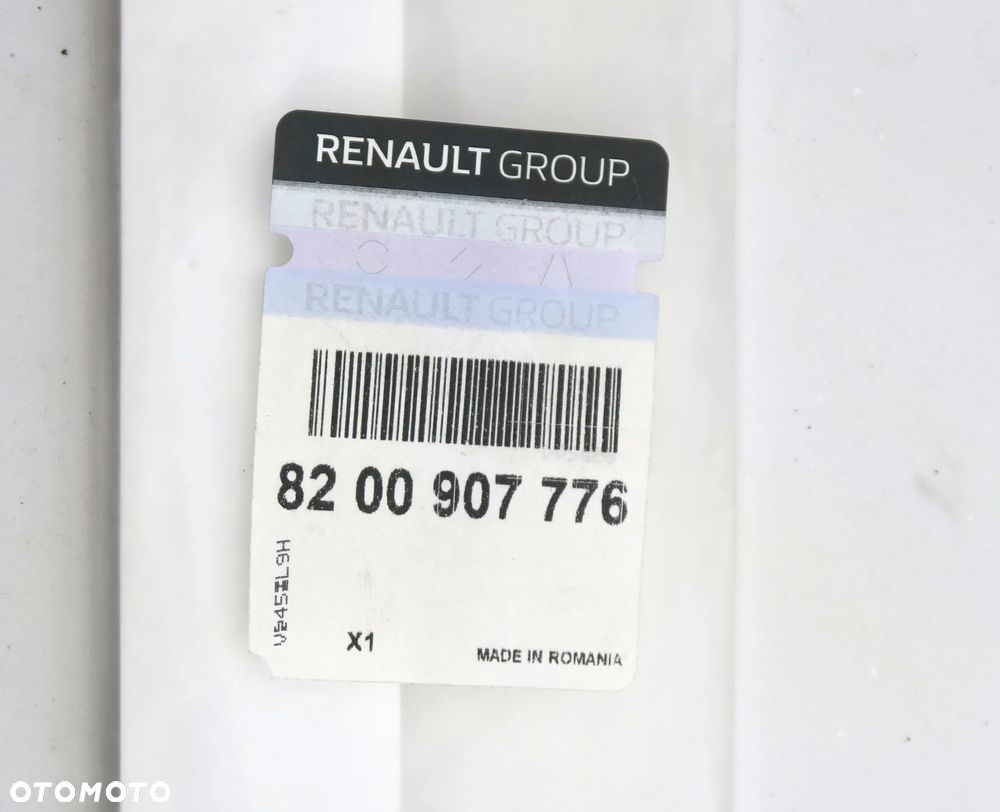 RENAULT GROUP
RENAULT GROUP
RENAULT GROUP
82 00 907 776
X1
MADE IN ROMANIA
OTOMOTO